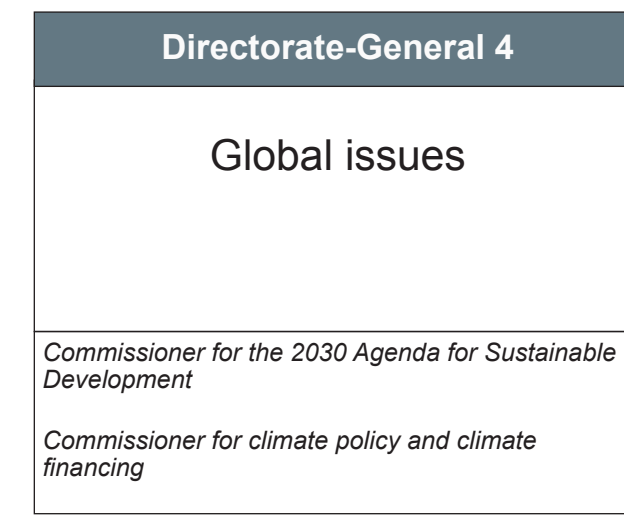 Directorate-General 4
Global issues
Commissioner for the 2030 Agenda for Sustainable
Development
Commissioner for climate policy and climate
financing